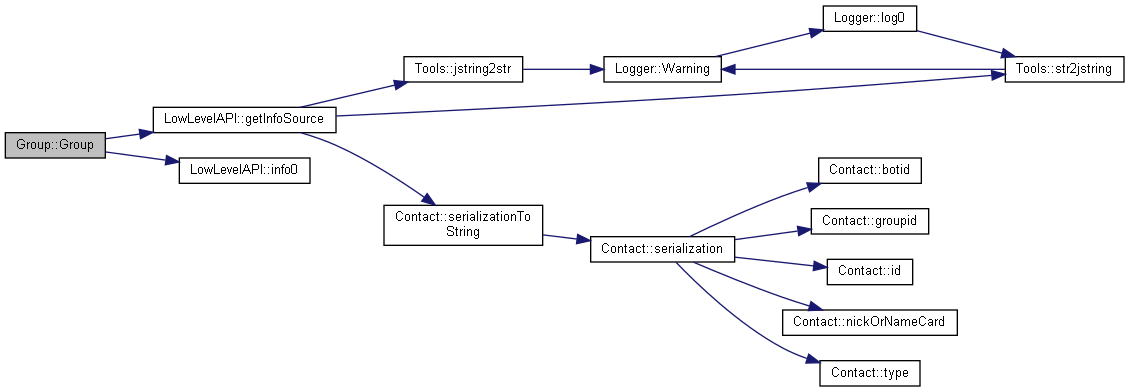 Logger::log0
Tools::jstring2str
Logger::Warning
Tools::str2jstring
LowLevelAPI::getInfoSource
Group::Group
LowLevelAPI::info0
Contact::botid
Contact::serializationTo
String
Contact::groupid
Contact::serialization
Contact::id
Contact::nickOrNameCard
Contact::type